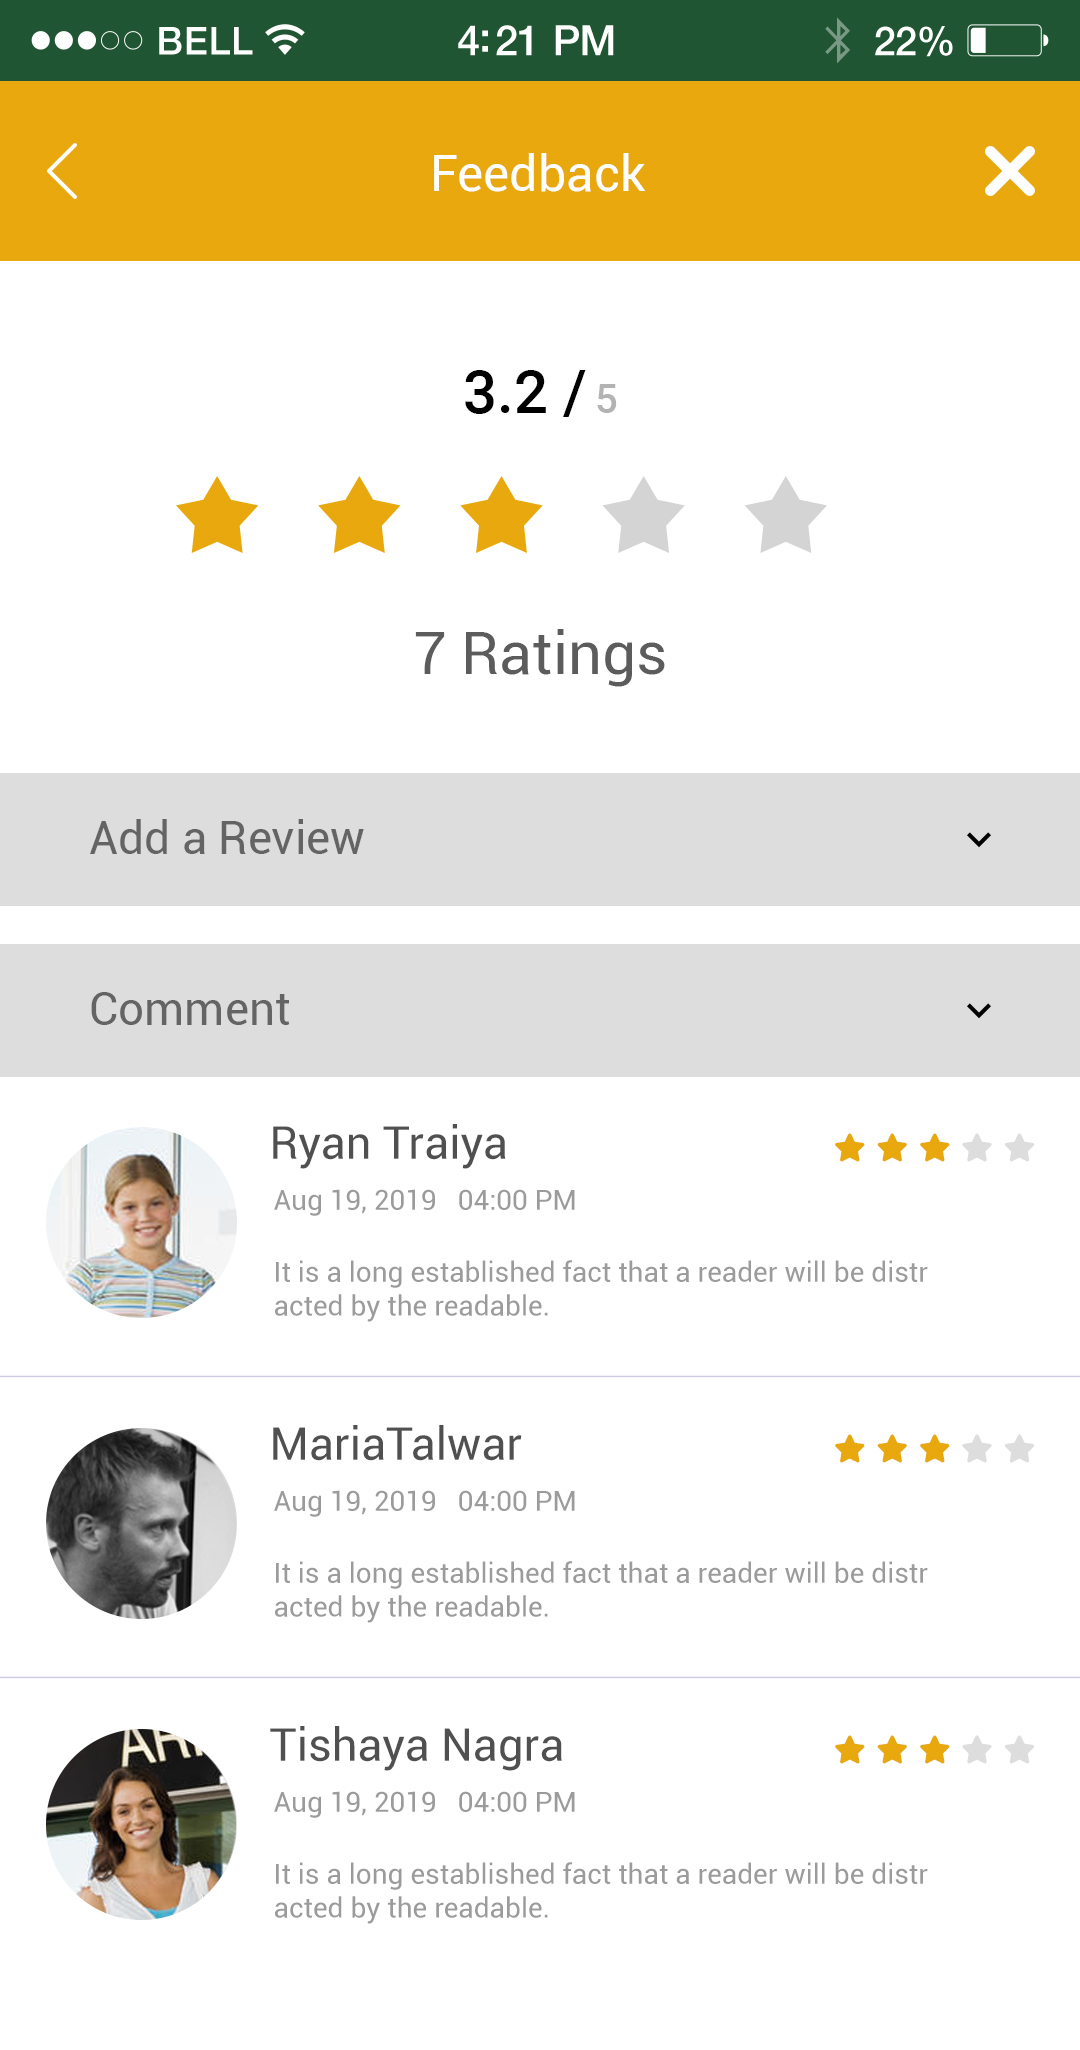 BELL 4:21 PM 22%
Feedback
3.2 / 5
7 Ratings
Add a Review
Comment
Ryan Traiya
Aug 19, 2019 04:00 PM
It is a long established fact that a reader will be distr
acted by the readable.
MariaTalwar
Aug 19, 2019 04:00 PM
It is a long established fact that a reader will be distr
acted by the readable.
AR
Tishaya Nagra
Aug 19, 2019 04:00 PM
It is a long established fact that a reader will be distr
acted by the readable.